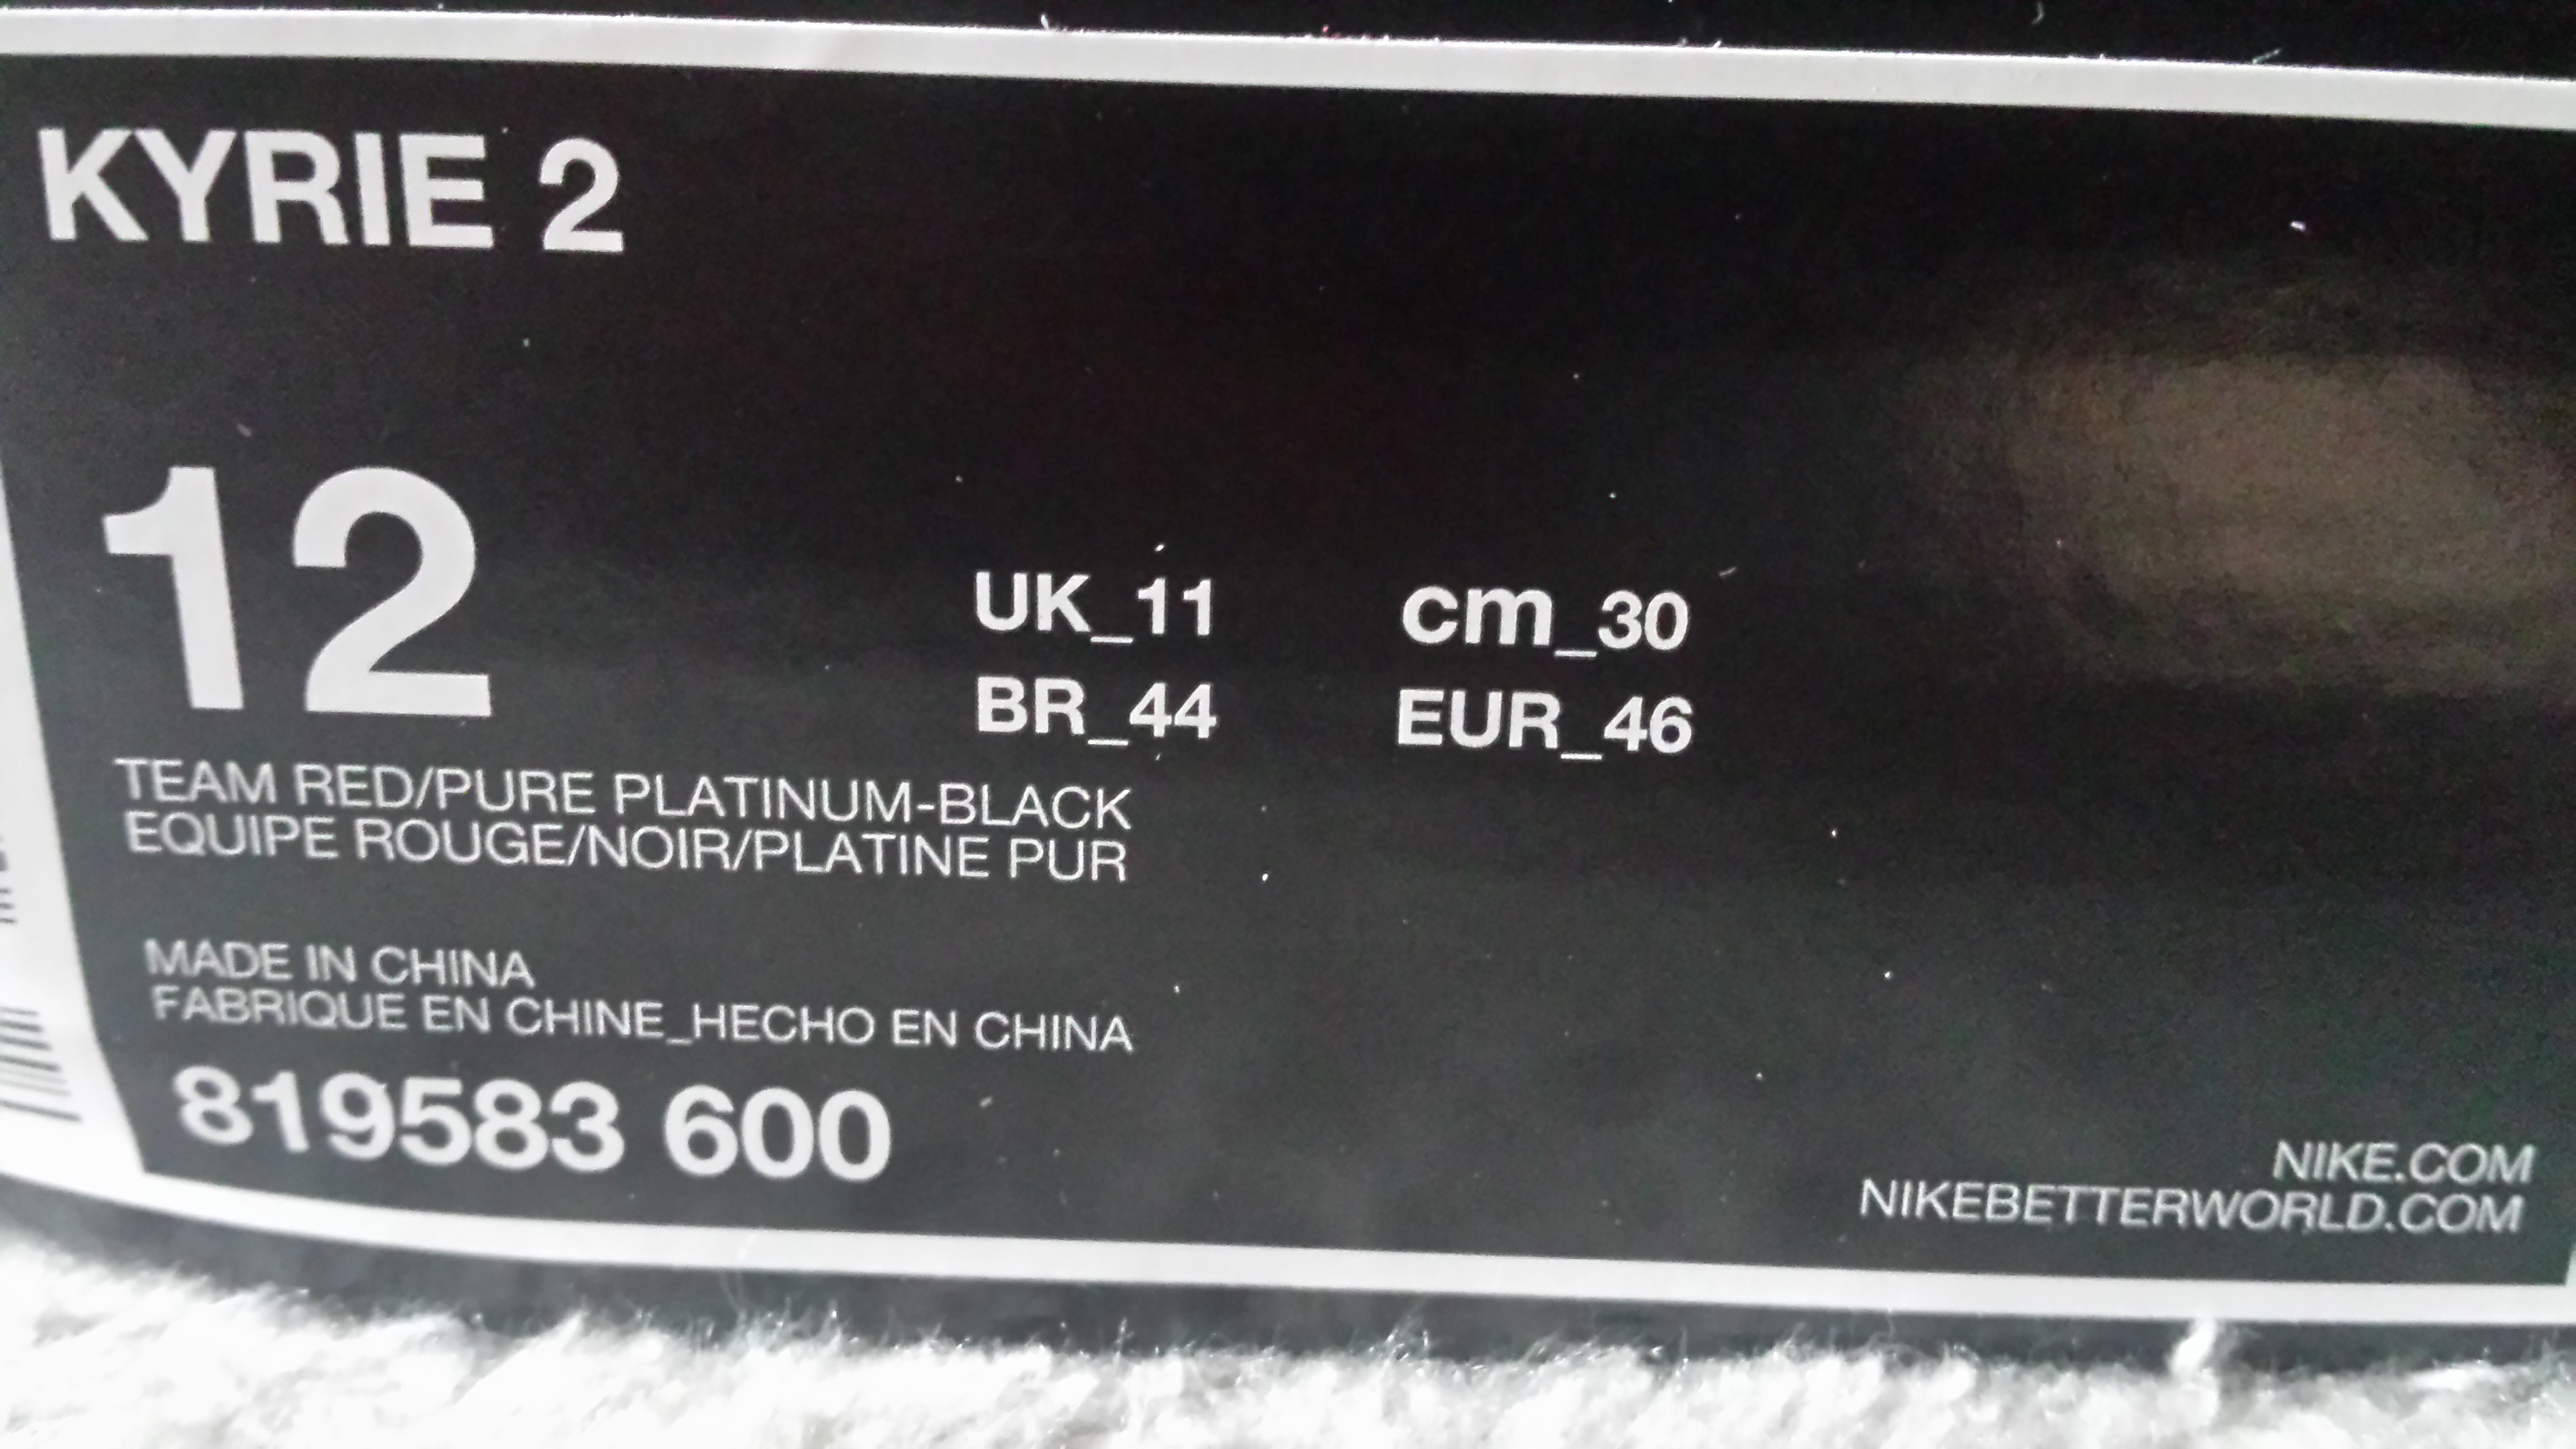 KYRIE 2
12
UK_11 cm_30
BR_44 EUR_46
TEAM RED/PURE PLATINUM-BLACK
EQUIPE ROUGE/NOIR/PLATINE PUR
MADE IN CHINA
FABRIQUE EN CHINE_HECHO EN CHINA
819583 600
NIKE.COM
NIKEBETTERWORLD.COM